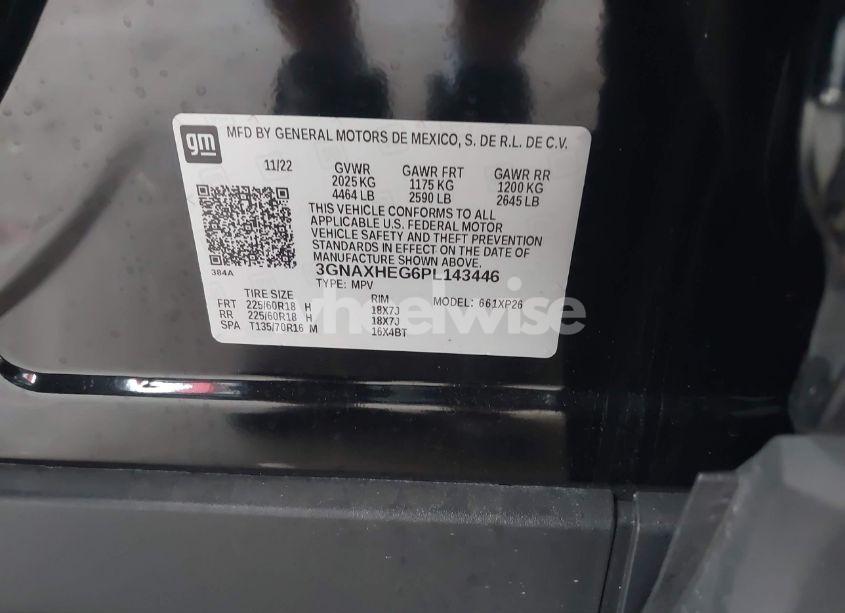 gm MFD BY GENERAL MOTORS DE MEXICO, S. DE R.L. DE C.V.
11/22 GVWR GAWR FRT GAWR RR
2025 KG 1175 KG 1200 KG
4464 LB 2590 LB 2645 LB
THIS VEHICLE CONFORMS TO ALL
APPLICABLE U.S. FEDERAL MOTOR
VEHICLE SAFETY AND THEFT PREVENTION
STANDARDS IN EFFECT ON THE DATE OF
MANUFACTURE SHOWN ABOVE.
384A 3GNAXHEG6PL143446
TYPE: MPV
TIRE SIZE RIM MODEL: 661XP26
FRT 225/60R18 H 18X7J
RR 225/60R18 H 18X7J
SPA T135/70R16 M 16X4BT
wheelwise